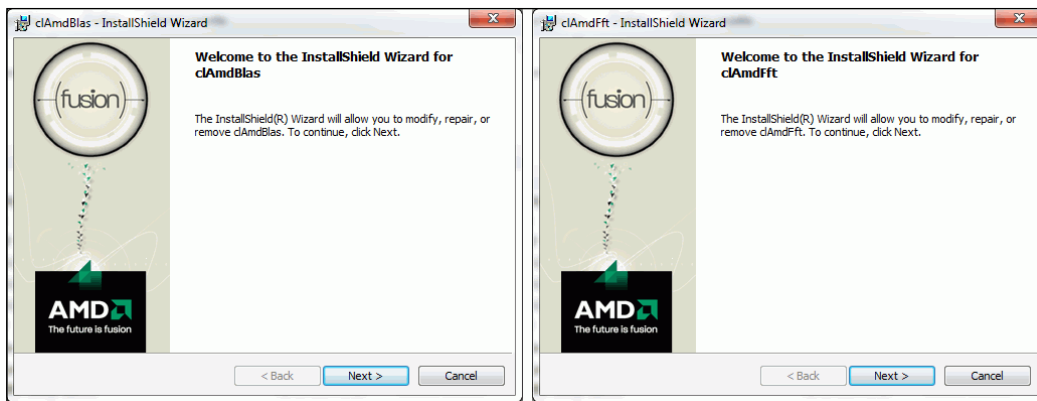 clAmdBlas - InstallShield Wizard
Welcome to the InstallShield Wizard for
clAmdBlas
The InstallShield(R) Wizard will allow you to modify, repair, or
remove clAmdBlas. To continue, click Next.
(fusion)
AMD
The future is fusion
< Back
Next >
Cancel
clAmdFft - InstallShield Wizard
Welcome to the InstallShield Wizard for
clAmdFft
The InstallShield(R) Wizard will allow you to modify, repair, or
remove clAmdFft. To continue, click Next.
(fusion)
AMD
The future is fusion
< Back
Next >
Cancel